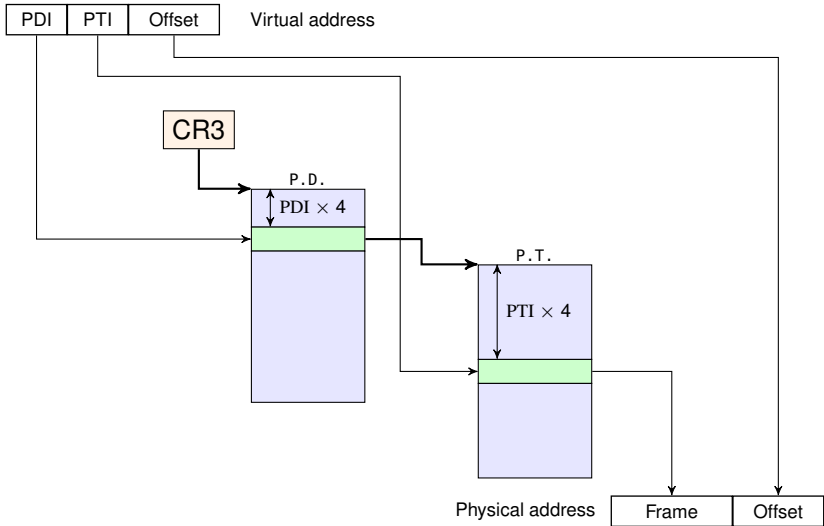 PDI PTI Offset Virtual address
CR3
P.D.
PDI × 4
P.T.
PTI × 4
Physical address Frame Offset